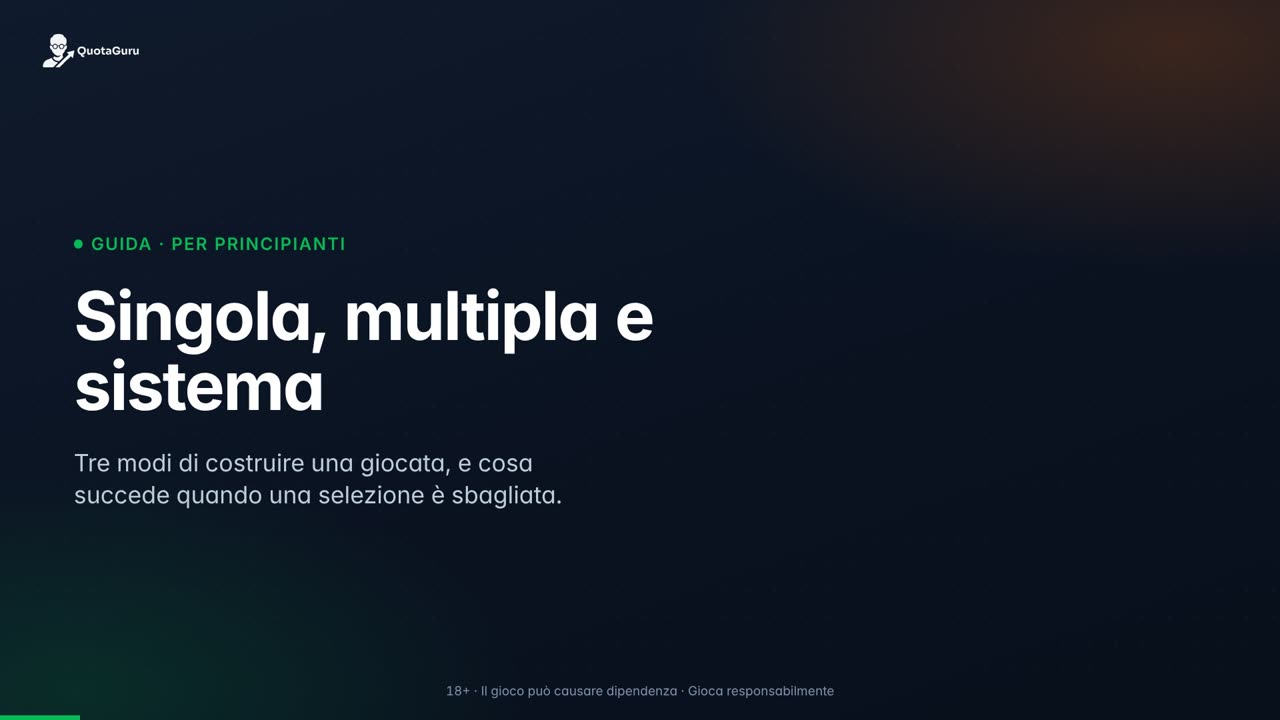 QuotaGuru
GUIDA · PER PRINCIPIANTI
Singola, multipla e
sistema
Tre modi di costruire una giocata, e cosa
succede quando una selezione è sbagliata.
18+ · Il gioco può causare dipendenza · Gioca responsabilmente